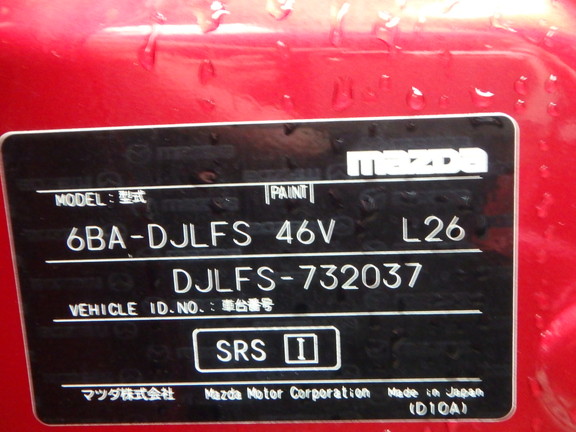 mazda
MODEL：型式 PAINT
6BA-DJLFS 46V L26
DJLFS-732037
VEHICLE ID.NO.：車台番号
SRS I
マツダ株式会社 Mazda Motor Corporation Made in Japan
(D10A)